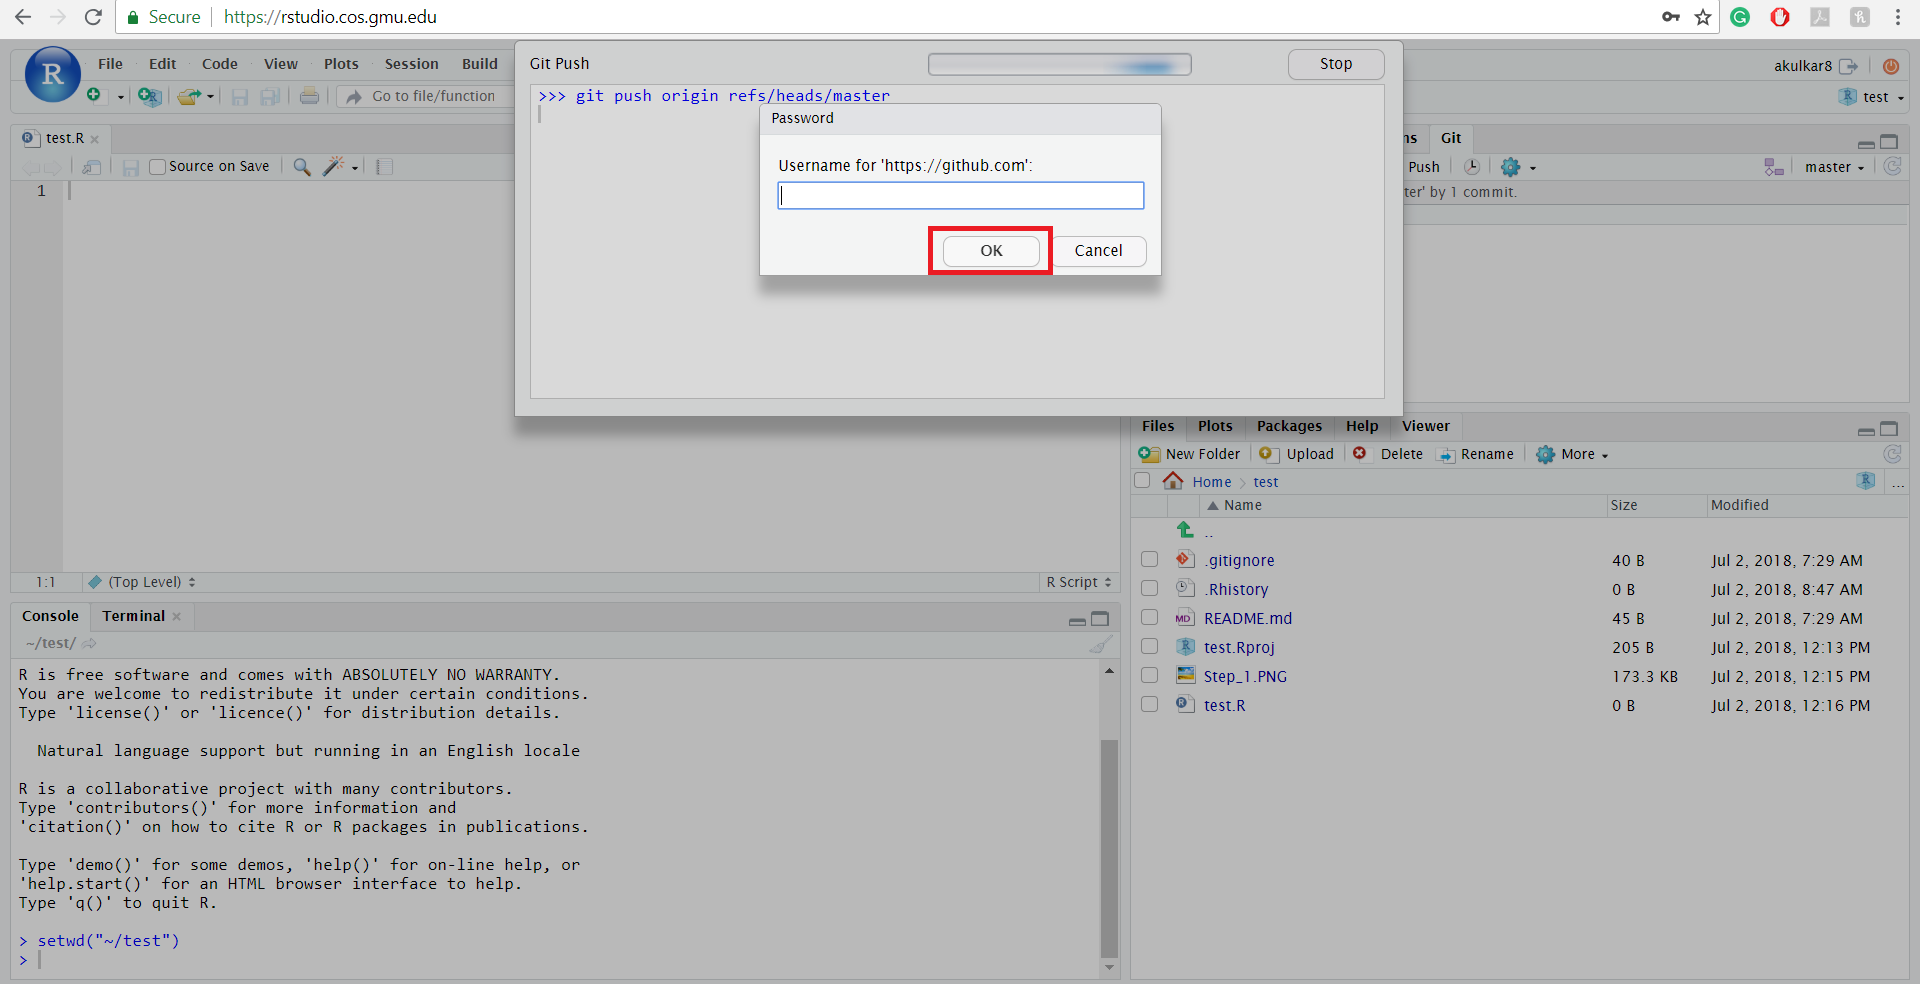 Secure https://rstudio.cos.gmu.edu
R File Edit Code View Plots Session Build
akulkar8
Go to file/function
test
Git Push Stop
>>> git push origin refs/heads/master
Password
Username for 'https://github.com':
OK Cancel
test.R
Source on Save
1
1:1 (Top Level) R Script
ns Git
Push master
ter' by 1 commit.
Console Terminal
~/test/
R is free software and comes with ABSOLUTELY NO WARRANTY.
You are welcome to redistribute it under certain conditions.
Type 'license()' or 'licence()' for distribution details.
Natural language support but running in an English locale
R is a collaborative project with many contributors.
Type 'contributors()' for more information and
'citation()' on how to cite R or R packages in publications.
Type 'demo()' for some demos, 'help()' for on-line help, or
'help.start()' for an HTML browser interface to help.
Type 'q()' to quit R.
> setwd("~/test")
>
Files Plots Packages Help Viewer
New Folder Upload Delete Rename More
Home test ...
Name Size Modified
..
.gitignore 40 B Jul 2, 2018, 7:29 AM
.Rhistory 0 B Jul 2, 2018, 8:47 AM
README.md 45 B Jul 2, 2018, 7:29 AM
test.Rproj 205 B Jul 2, 2018, 12:13 PM
Step_1.PNG 173.3 KB Jul 2, 2018, 12:15 PM
test.R 0 B Jul 2, 2018, 12:16 PM